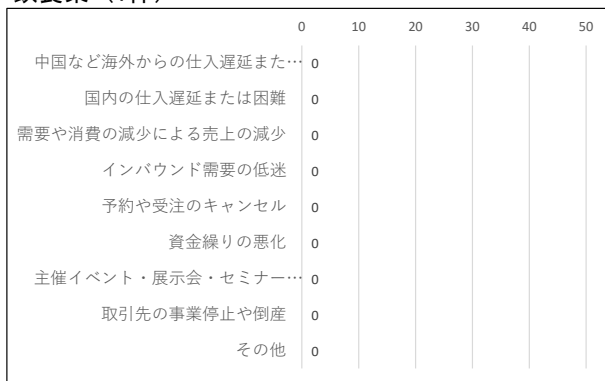 0 10 20 30 40 50
中国など海外からの仕入遅延また… 0
国内の仕入遅延または困難 0
需要や消費の減少による売上の減少 0
インバウンド需要の低迷 0
予約や受注のキャンセル 0
資金繰りの悪化 0
主催イベント・展示会・セミナー… 0
取引先の事業停止や倒産 0
その他 0